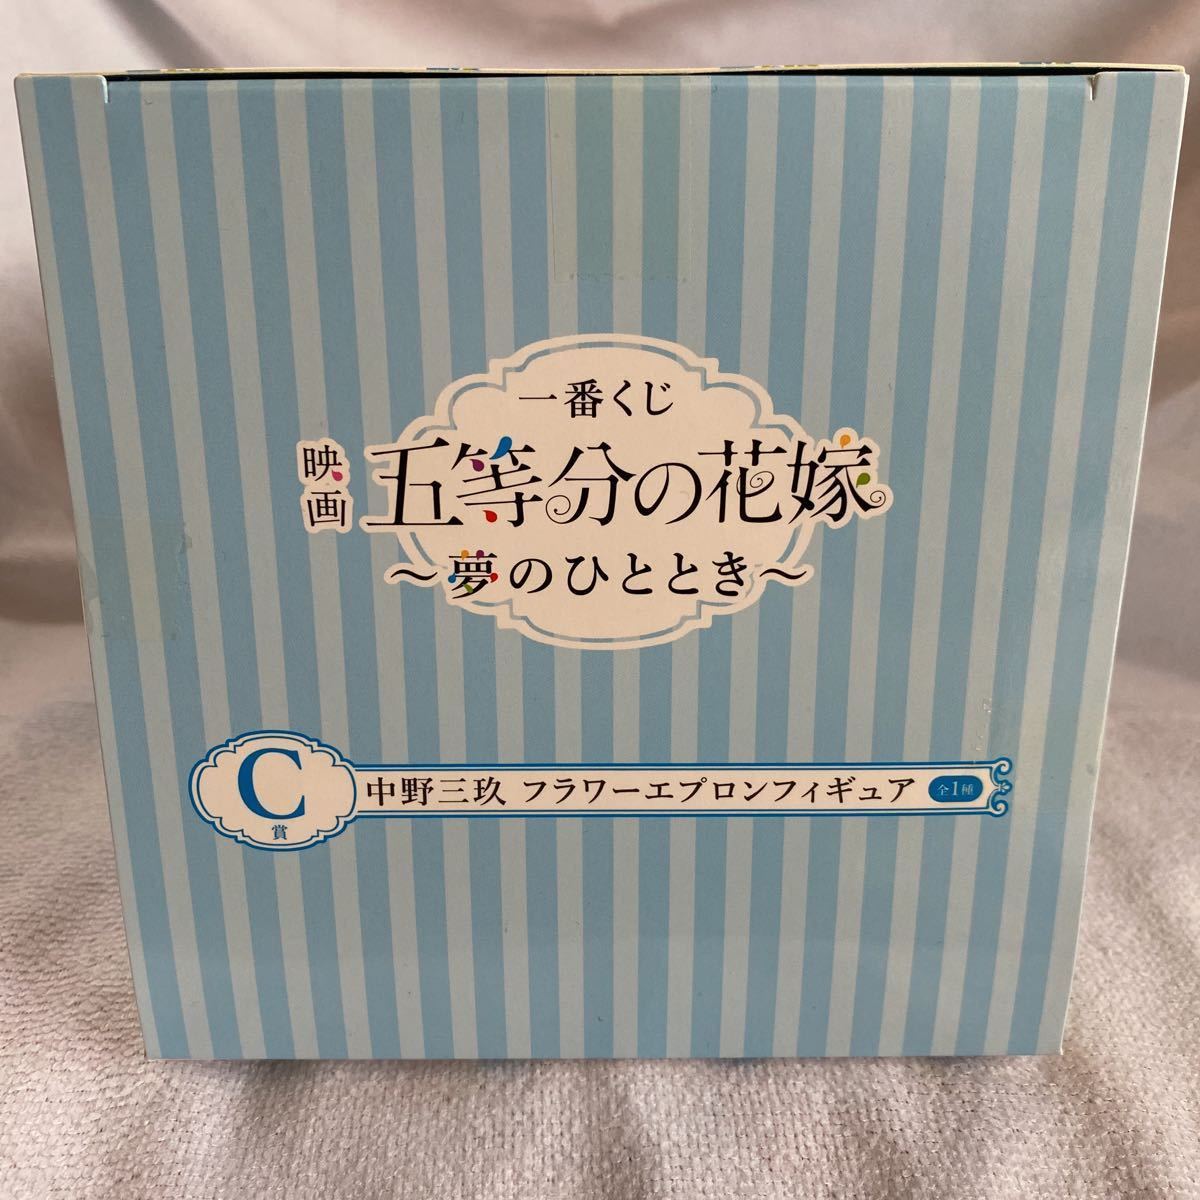 一番くじ
映画
五等分の花嫁
～夢のひととき～
C賞
中野三玖 フラワーエプロンフィギュア 全1種